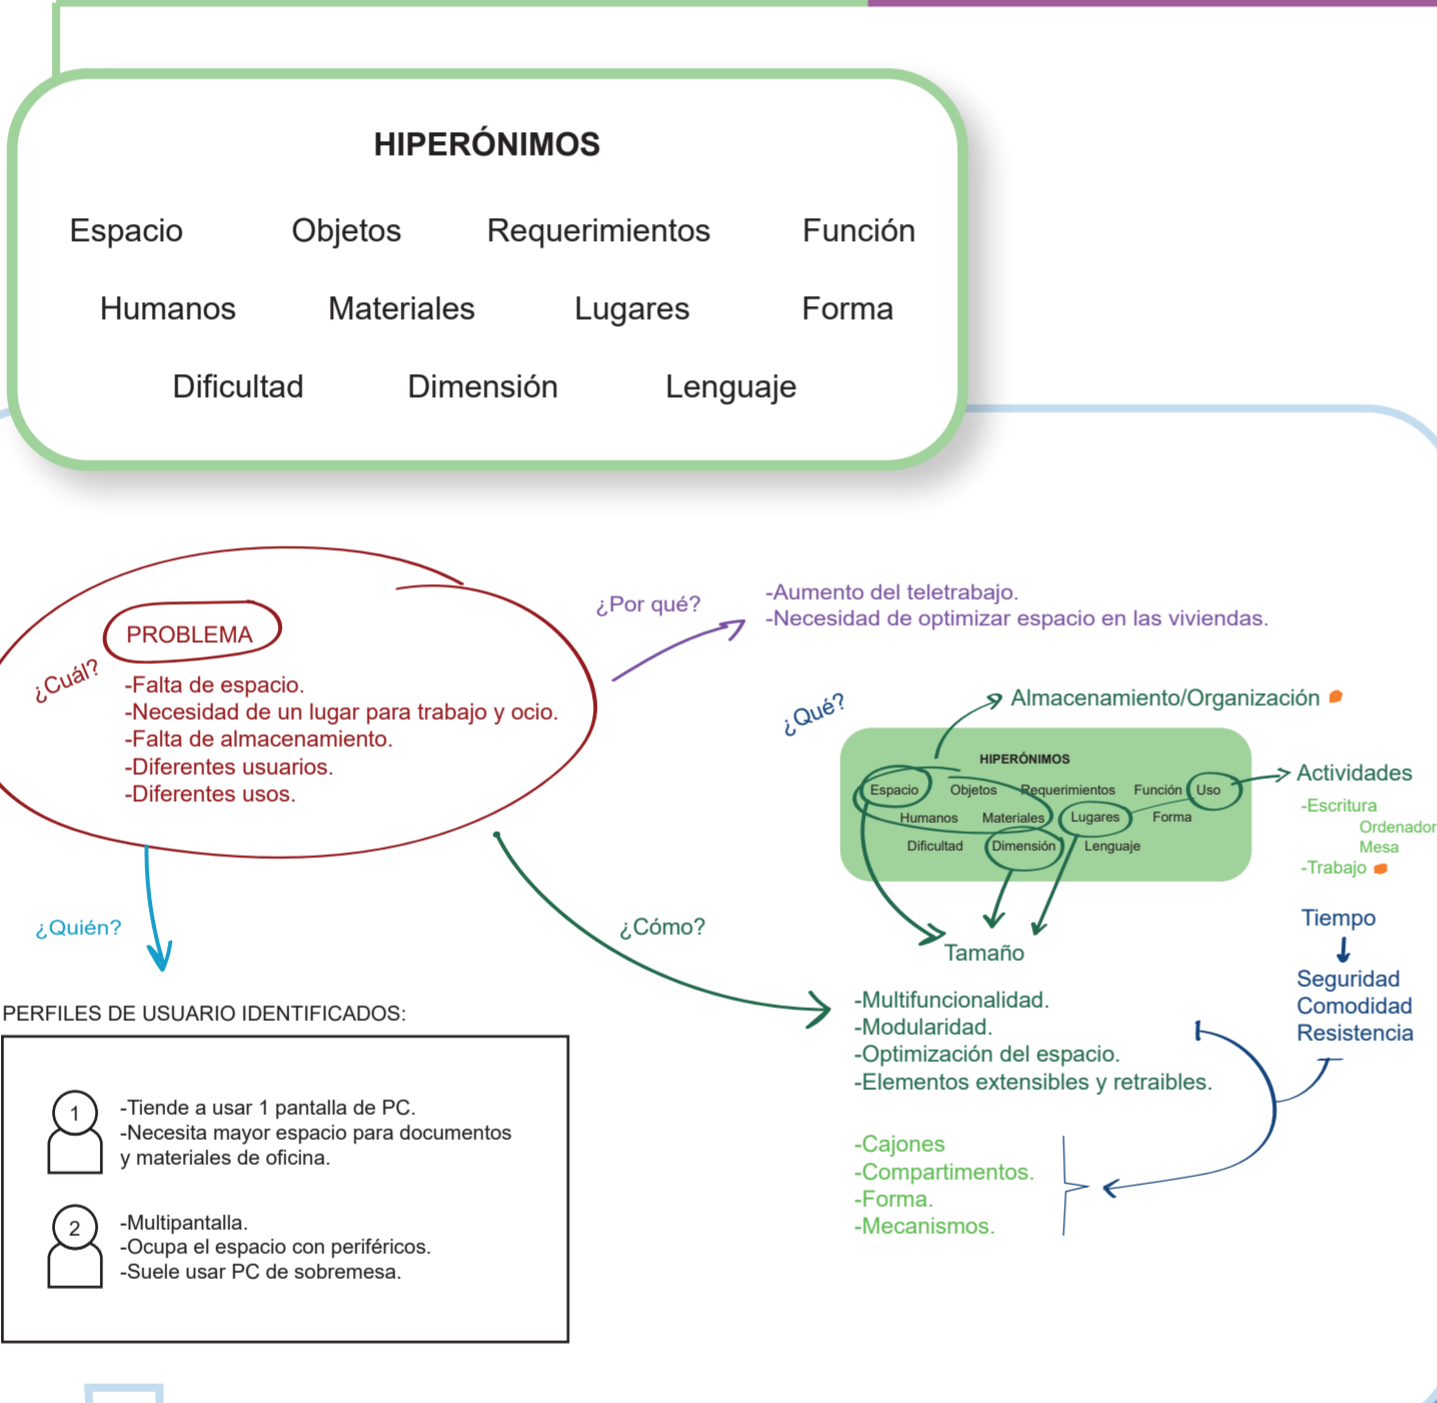 HIPERÓNIMOS
Espacio Objetos Requerimientos Función
Humanos Materiales Lugares Forma
Dificultad Dimensión Lenguaje
¿Cuál?
PROBLEMA
-Falta de espacio.
-Necesidad de un lugar para trabajo y ocio.
-Falta de almacenamiento.
-Diferentes usuarios.
-Diferentes usos.
¿Por qué?
-Aumento del teletrabajo.
-Necesidad de optimizar espacio en las viviendas.
¿Qué?
Almacenamiento/Organización
HIPERÓNIMOS
Espacio Objetos Requerimientos Función Uso
Humanos Materiales Lugares Forma
Dificultad Dimensión Lenguaje
Actividades
-Escritura
Ordenador
Mesa
-Trabajo
Tamaño
Tiempo
Seguridad
Comodidad
Resistencia
¿Cómo?
-Multifuncionalidad.
-Modularidad.
-Optimización del espacio.
-Elementos extensibles y retraibles.
-Cajones
-Compartimentos.
-Forma.
-Mecanismos.
¿Quién?
PERFILES DE USUARIO IDENTIFICADOS:
1
-Tiende a usar 1 pantalla de PC.
-Necesita mayor espacio para documentos
y materiales de oficina.
2
-Multipantalla.
-Ocupa el espacio con periféricos.
-Suele usar PC de sobremesa.